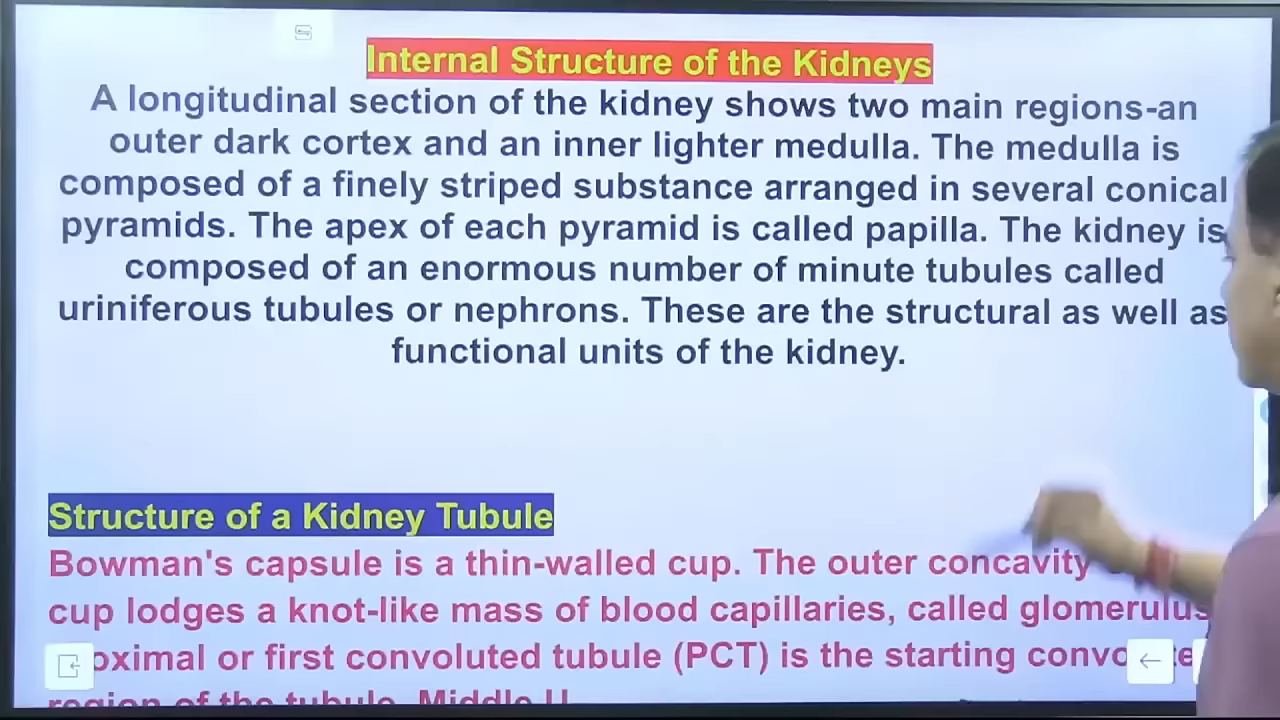 Internal Structure of the Kidneys
A longitudinal section of the kidney shows two main regions-an
outer dark cortex and an inner lighter medulla. The medulla is
composed of a finely striped substance arranged in several conical
pyramids. The apex of each pyramid is called papilla. The kidney is
composed of an enormous number of minute tubules called
uriniferous tubules or nephrons. These are the structural as well as
functional units of the kidney.
Structure of a Kidney Tubule
Bowman's capsule is a thin-walled cup. The outer concavity
cup lodges a knot-like mass of blood capillaries, called glomerulus
or first convoluted tubule (PCT) is the starting
region of the tubule. Middle U